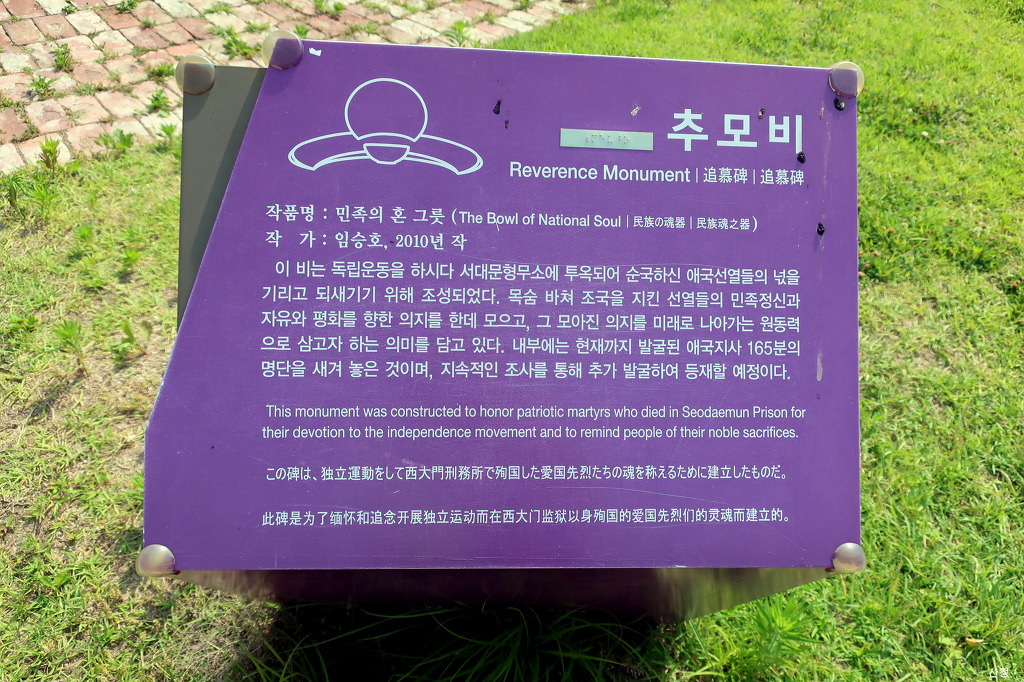 추모비
Reverence Monument | 追慕碑 | 追慕碑
작품명 : 민족의 혼 그릇 (The Bowl of National Soul | 民族の魂器 | 民族魂之器)
작 가 : 임승호, 2010년 작
이 비는 독립운동을 하시다 서대문형무소에 투옥되어 순국하신 애국선열들의 넋을
기리고 되새기기 위해 조성되었다. 목숨 바쳐 조국을 지킨 선열들의 민족정신과
자유와 평화를 향한 의지를 한데 모으고, 그 모아진 의지를 미래로 나아가는 원동력
으로 삼고자 하는 의미를 담고 있다. 내부에는 현재까지 발굴된 애국지사 165분의
명단을 새겨 놓은 것이며, 지속적인 조사를 통해 추가 발굴하여 등재할 예정이다.
This monument was constructed to honor patriotic martyrs who died in Seodaemun Prison for
their devotion to the independence movement and to remind people of their noble sacrifices.
この碑は、独立運動をして西大門刑務所で殉国した愛国先烈たちの魂を称えるために建立したものだ。
此碑是为了缅怀和追念开展独立运动而在西大门监狱以身殉国的爱国先烈们的灵魂而建立的。